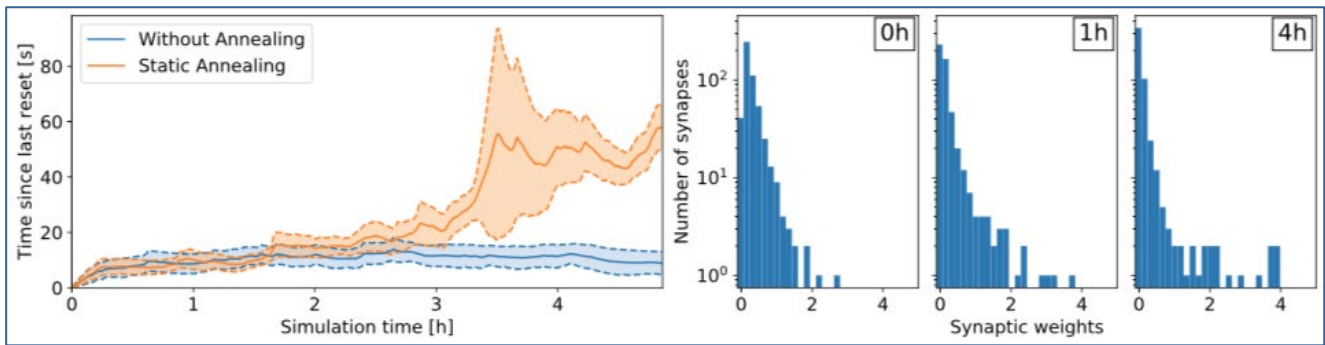 Time since last reset [s]
80
60
40
20
0
Without Annealing
Static Annealing
0 1 2 3 4
Simulation time [h]
Number of synapses
10²
10¹
10⁰
0h
1h
4h
0 2 4
0 2 4
0 2 4
Synaptic weights